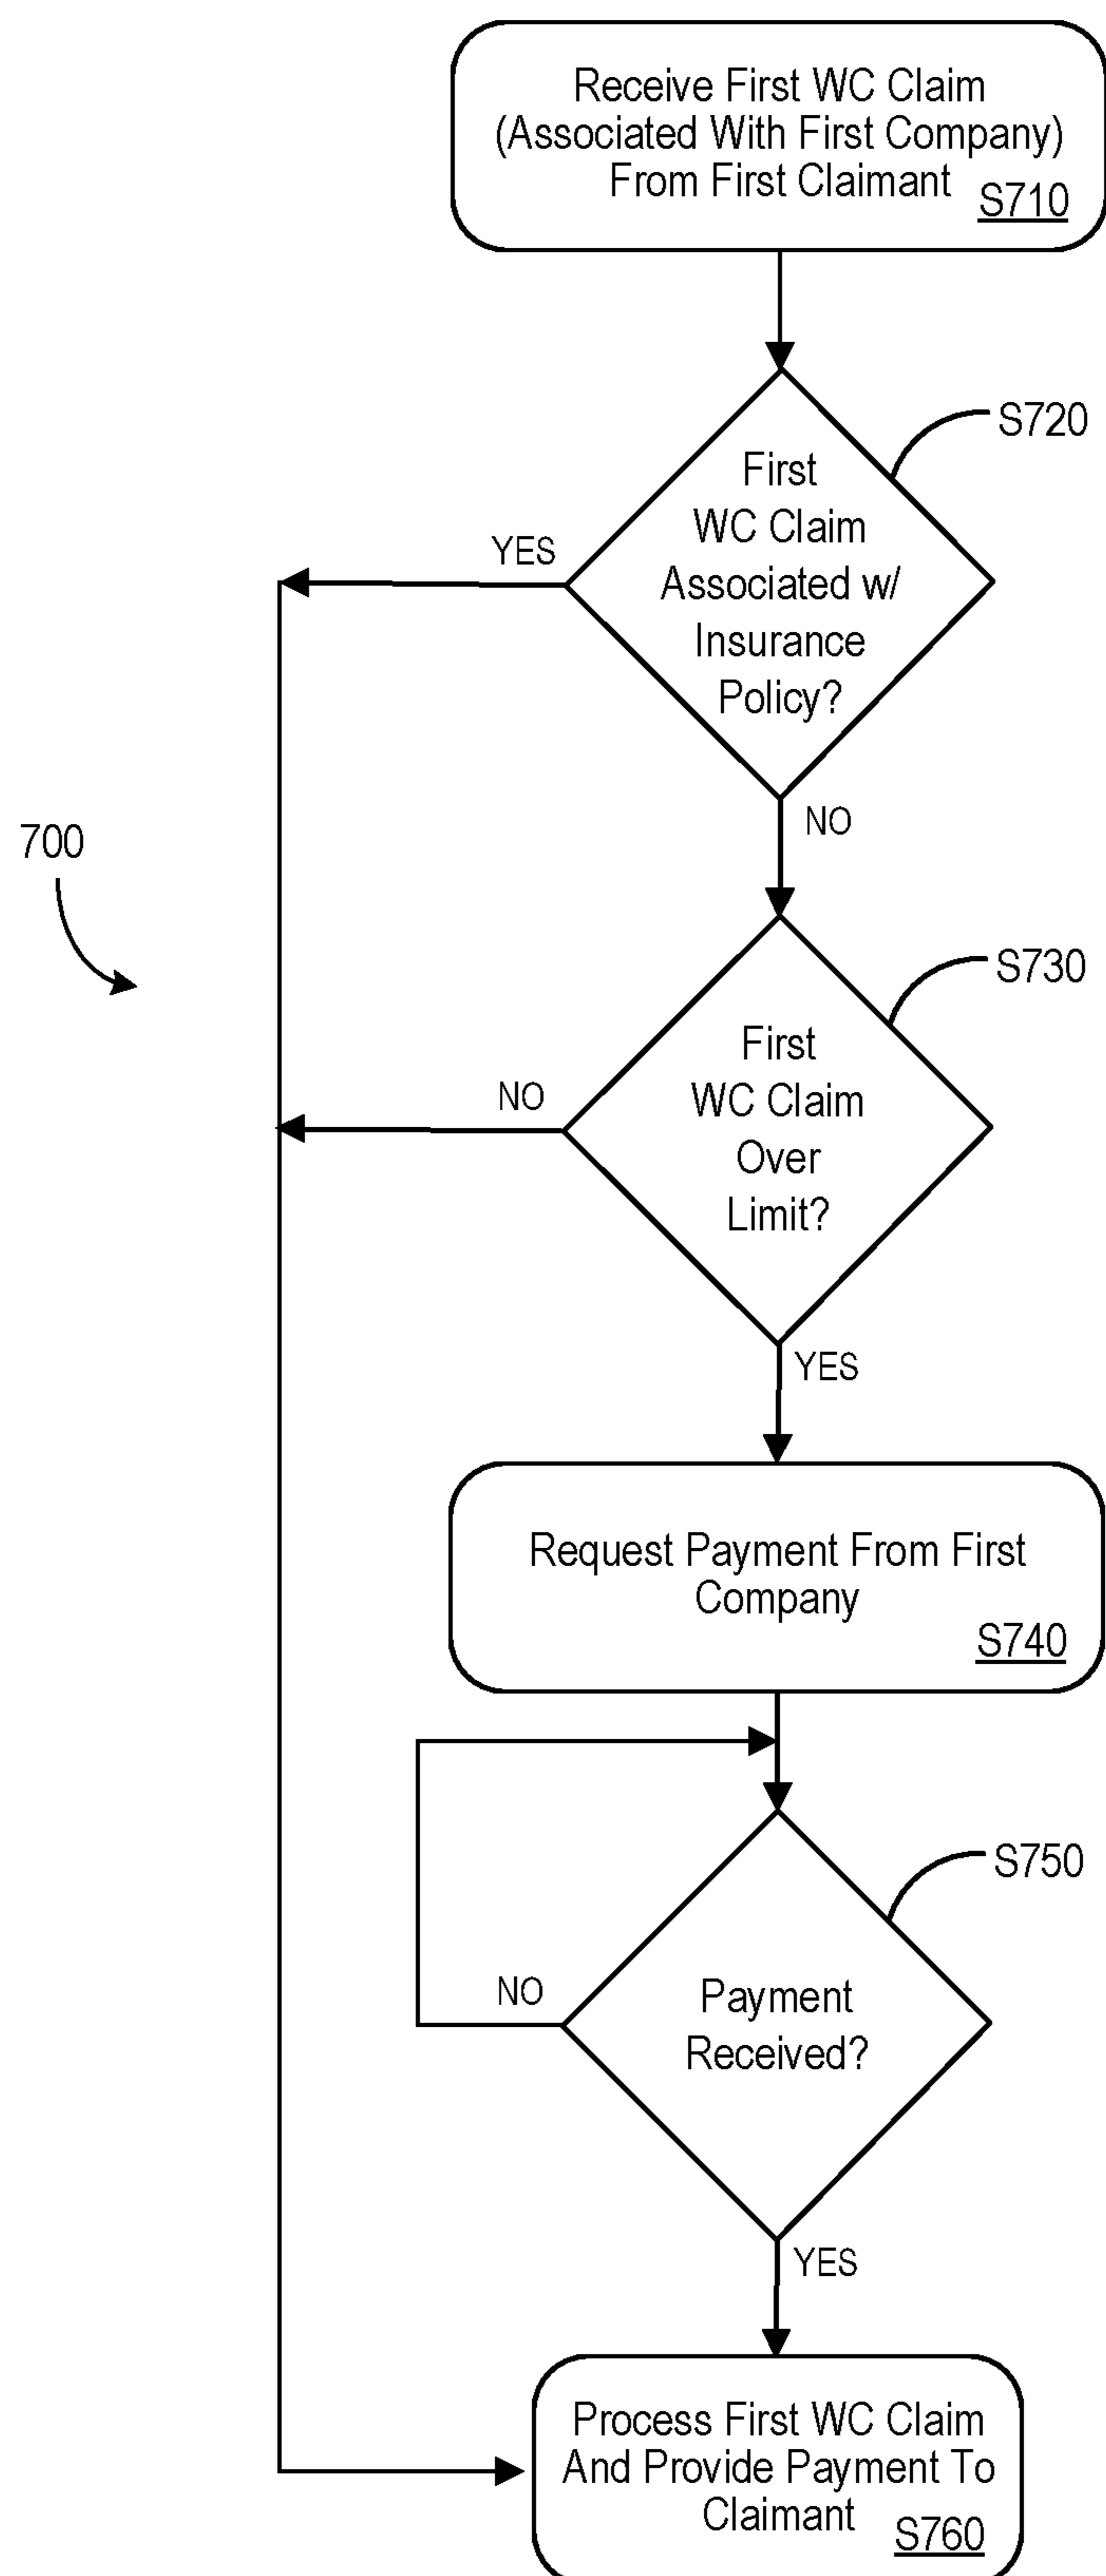 Receive First WC Claim
(Associated With First Company)
From First Claimant
S710
S720
First
WC Claim
Associated w/
Insurance
Policy?
YES
NO
700
S730
First
WC Claim
Over
Limit?
NO
YES
Request Payment From First
Company
S740
S750
Payment
Received?
NO
YES
Process First WC Claim
And Provide Payment To
Claimant
S760